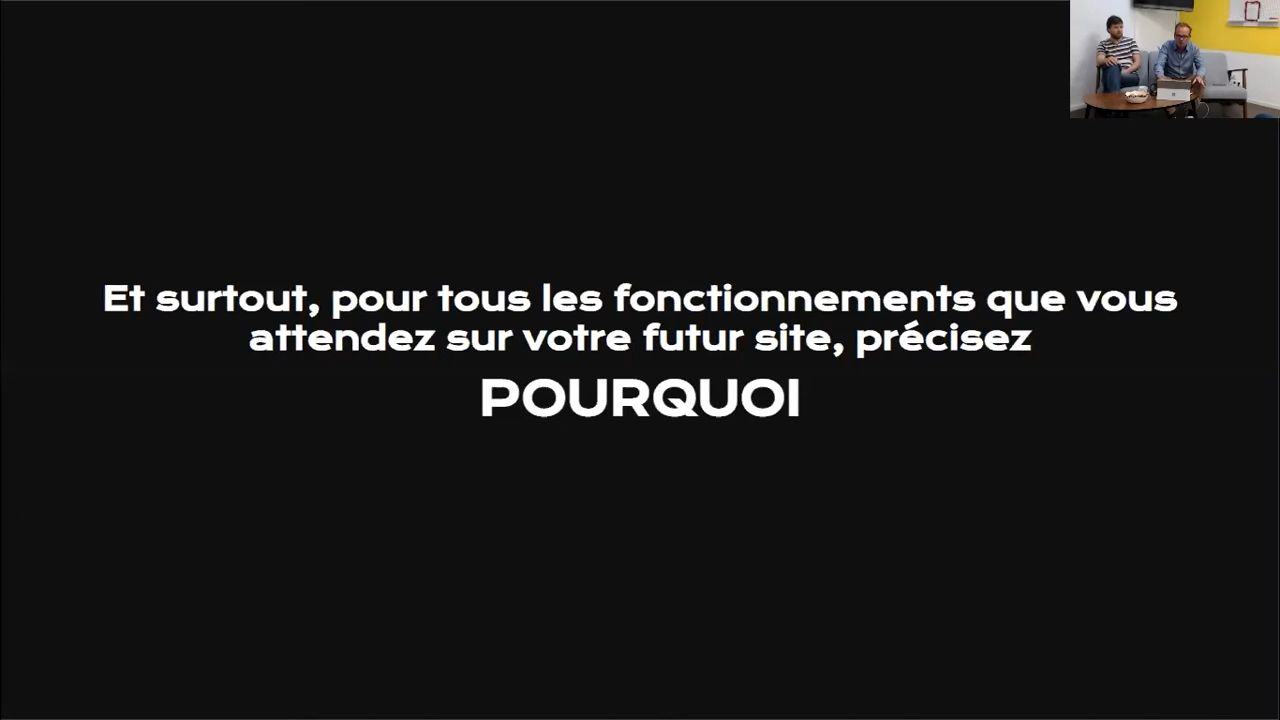 Et surtout, pour tous les fonctionnements que vous
attendez sur votre futur site, précisez
POURQUOI